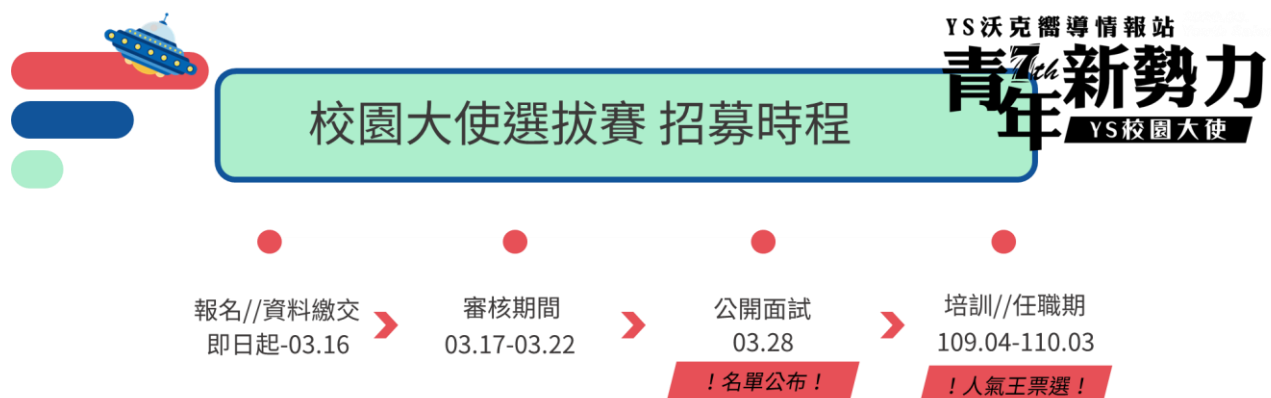 YS沃克嚮導情報站
青年7th新勢力
YS校園大使
校園大使選拔賽 招募時程
報名//資料繳交
即日起-03.16
審核期間
03.17-03.22
公開面試
03.28
！名單公布！
培訓//任職期
109.04-110.03
！人氣王票選！